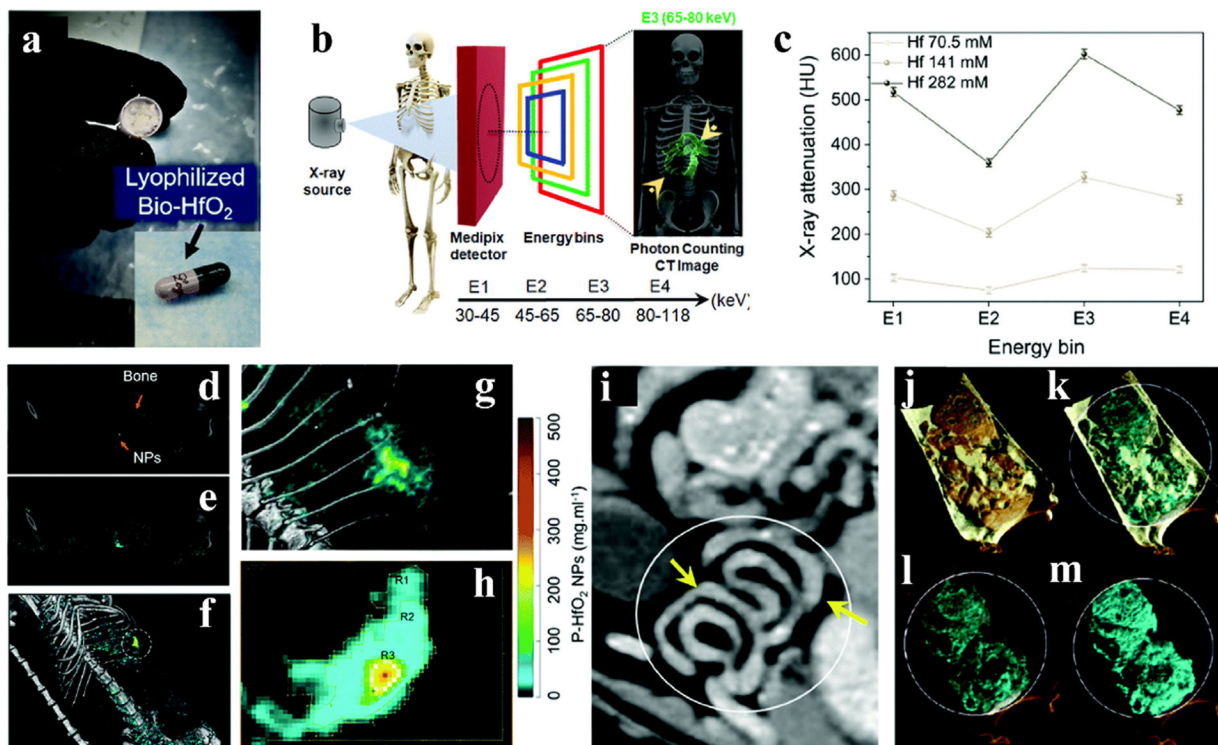 a
Lyophilized
Bio-HfO₂
b
E3 (65-80 keV)
X-ray
source
Medipix
detector
Energy bins
Photon Counting
CT Image
E1 E2 E3 E4 (keV)
30-45 45-65 65-80 80-118
c
X-ray attenuation (HU)
600
500
400
300
200
100
Hf 70.5 mM
Hf 141 mM
Hf 282 mM
E1 E2 E3 E4
Energy bin
d
Bone
NPs
e
f
g
h
R1
R2
R3
500
400
300
200
100
0
P-HfO₂ NPs (mg.ml⁻¹)
i
j
k
l
m